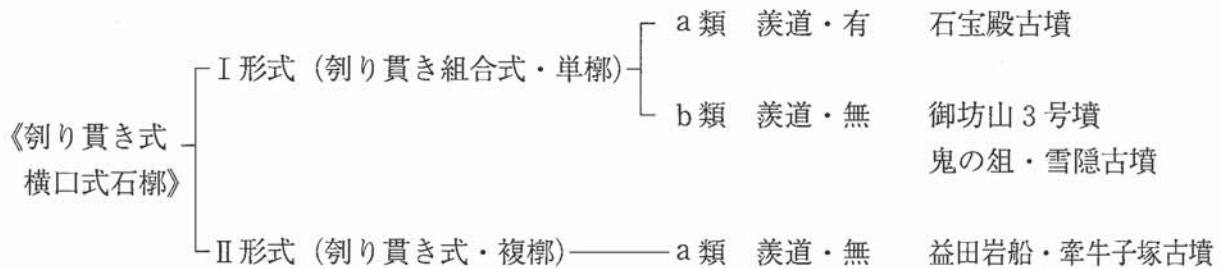 a類 羨道・有 石宝殿古墳
Ⅰ形式(刳り貫き組合式・単槨)
b類 羨道・無 御坊山3号墳
鬼の俎・雪隠古墳
《刳り貫き式
横口式石槨》
Ⅱ形式(刳り貫き式・複槨) a類 羨道・無 益田岩船・牽牛子塚古墳